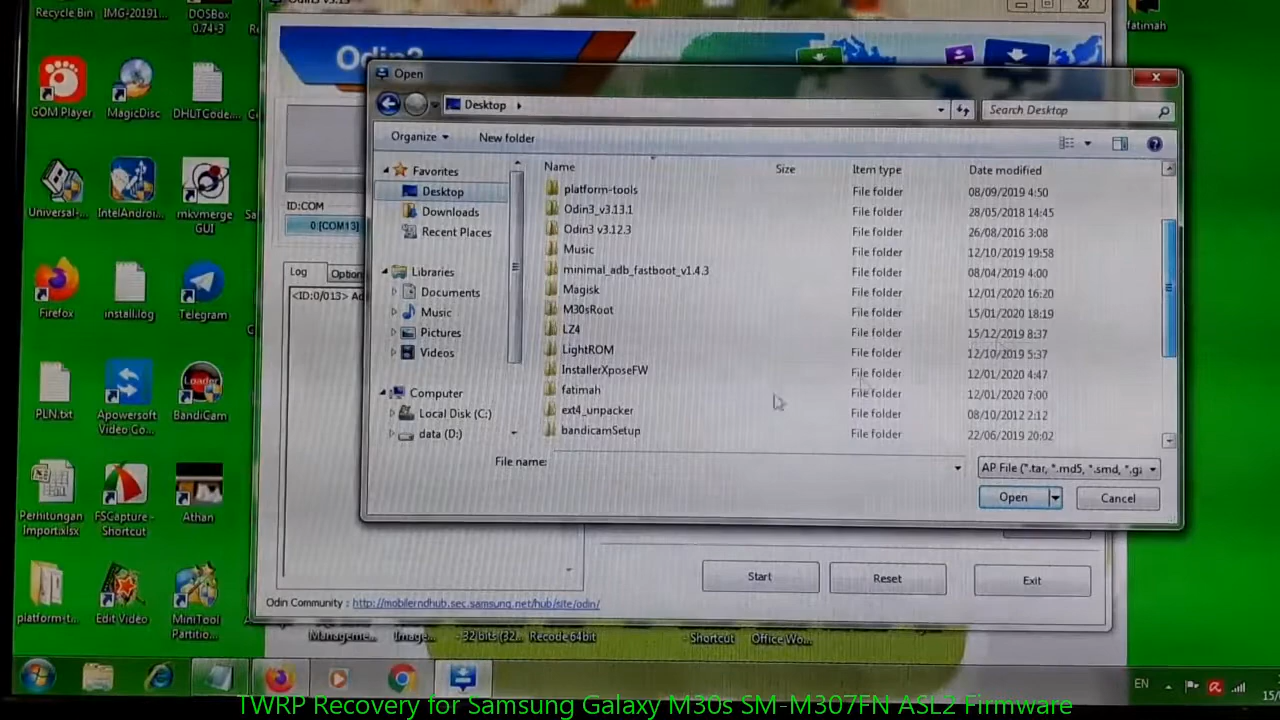 Recycle Bin
IMG-20191...
DOSBox
0.74-3
fatimah
GOM Player
MagicDisc
DHLTCode....
Universal-...
IntelAndroi...
mkvmerge
GUI
Firefox
install.log
Telegram
PLN.txt
Apowersoft
Video Co...
Loader
BandiCam
Perhitungan
Import.xlsx
FSCapture -
Shortcut
Athan
platform-t...
Edit Video
MiniTool
Partitio...
Odin3
ID:COM
0:[COM13]
Log
Option
<ID:0/013> Ad
Open
Desktop
Search Desktop
Organize
New folder
Favorites
Desktop
Downloads
Recent Places
Libraries
Documents
Music
Pictures
Videos
Computer
Local Disk (C:)
data (D:)
Name Size Item type Date modified
platform-tools File folder 08/09/2019 4:50
Odin3_v3.13.1 File folder 28/05/2018 14:45
Odin3 v3.12.3 File folder 26/08/2016 3:08
Music File folder 12/10/2019 19:58
minimal_adb_fastboot_v1.4.3 File folder 08/04/2019 4:00
Magisk File folder 12/01/2020 16:20
M30sRoot File folder 15/01/2020 18:19
LZ4 File folder 15/12/2019 8:37
LightROM File folder 12/10/2019 5:37
InstallerXposeFW File folder 12/01/2020 4:47
fatimah File folder 12/01/2020 7:00
ext4_unpacker File folder 08/10/2012 2:12
bandicamSetup File folder 22/06/2019 20:02
File name:
AP File (*.tar, *.md5, *.smd, *.gz
Open
Cancel
Start
Reset
Exit
Odin Community : http://mobilerndhub.sec.samsung.net/hub/site/odin/
Manageme...
Image...
- 32 bits (32...
Recode 64bit
- Shortcut
Office Wo...
EN
15/
TWRP Recovery for Samsung Galaxy M30s SM-M307FN ASL2 Firmware